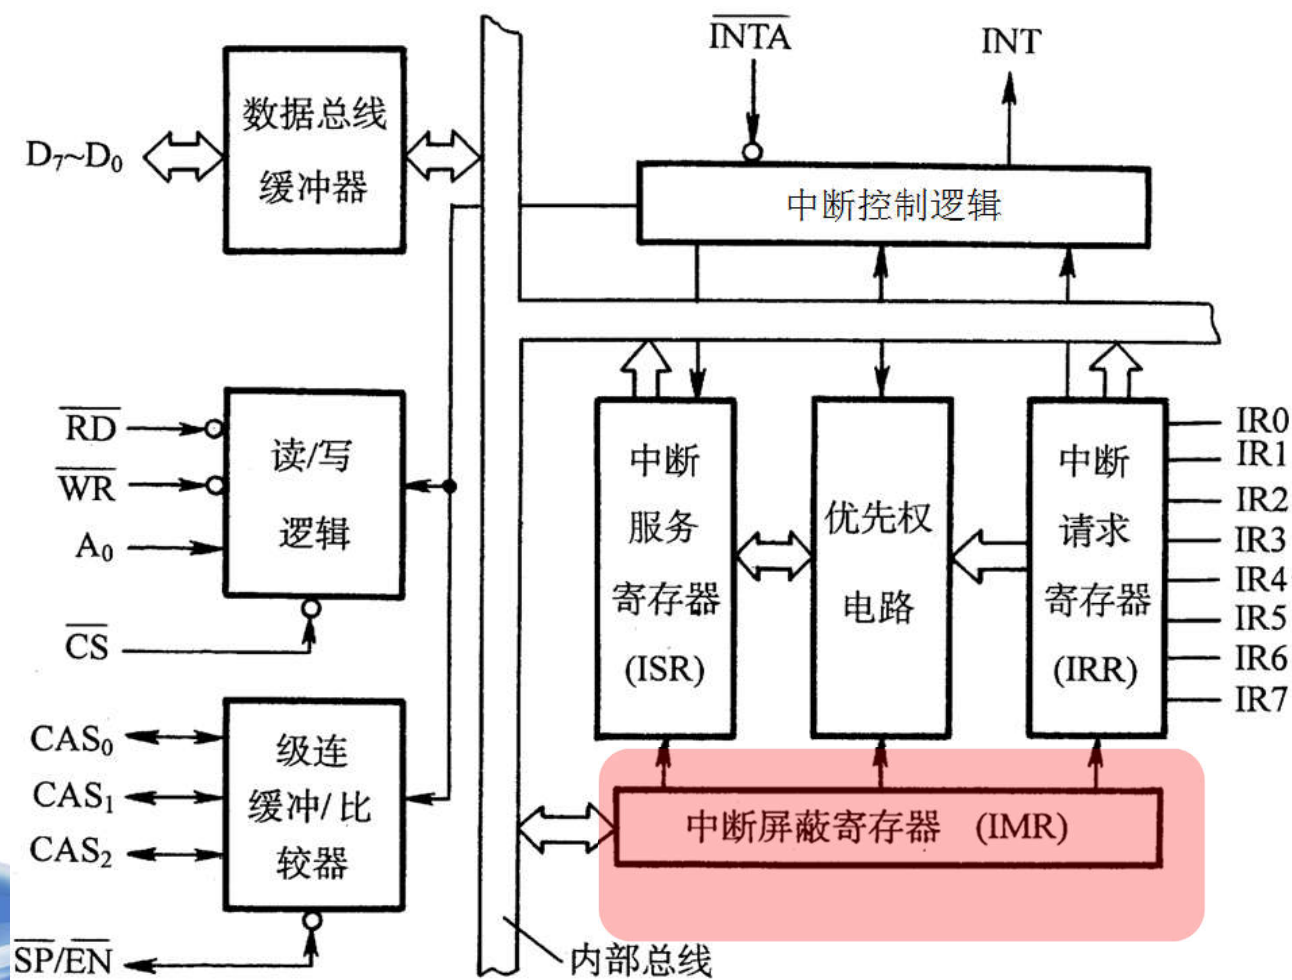 INTA
INT
数据总线
缓冲器
D₇~D₀
中断控制逻辑
RD
WR
A₀
CS
读/写
逻辑
中断
服务
寄存器
(ISR)
优先权
电路
中断
请求
寄存器
(IRR)
IR0
IR1
IR2
IR3
IR4
IR5
IR6
IR7
CAS₀
CAS₁
CAS₂
级连
缓冲/比
较器
SP/EN
中断屏蔽寄存器 (IMR)
内部总线